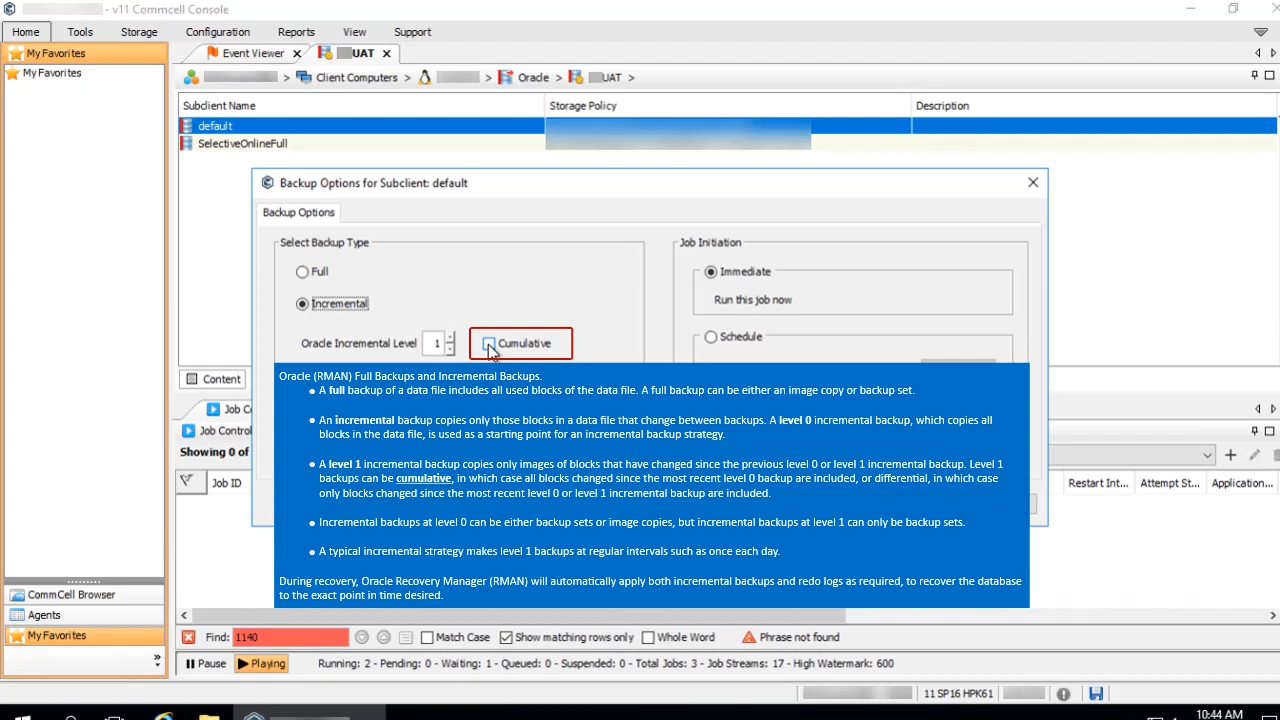 - v11 Commcell Console
Home Tools Storage Configuration Reports View Support
My Favorites
Event Viewer UAT
My Favorites
Client Computers > > Oracle > UAT >
Subclient Name Storage Policy Description
default
SelectiveOnlineFull
Backup Options for Subclient: default
Backup Options
Select Backup Type
Job Initiation
Full
Immediate
Incremental
Run this job now
Oracle Incremental Level 1 Cumulative
Schedule
Content
Oracle (RMAN) Full Backups and Incremental Backups.
● A full backup of a data file includes all used blocks of the data file. A full backup can be either an image copy or backup set.
● An incremental backup copies only those blocks in a data file that change between backups. A level 0 incremental backup, which copies all
blocks in the data file, is used as a starting point for an incremental backup strategy.
● A level 1 incremental backup copies only images of blocks that have changed since the previous level 0 or level 1 incremental backup. Level 1
backups can be cumulative, in which case all blocks changed since the most recent level 0 backup are included, or differential, in which case
only blocks changed since the most recent level 0 or level 1 incremental backup are included.
● Incremental backups at level 0 can be either backup sets or image copies, but incremental backups at level 1 can only be backup sets.
● A typical incremental strategy makes level 1 backups at regular intervals such as once each day.
During recovery, Oracle Recovery Manager (RMAN) will automatically apply both incremental backups and redo logs as required, to recover the database
to the exact point in time desired.
Job Co
Job Control
Showing 0 of
Job ID
Restart Int... Attempt St... Application...
CommCell Browser
Agents
My Favorites
Find: 1140 Match Case Show matching rows only Whole Word Phrase not found
Pause Playing Running: 2 - Pending: 0 - Waiting: 1 - Queued: 0 - Suspended: 0 - Total Jobs: 3 - Job Streams: 17 - High Watermark: 600
11 SP16 HPK61
10:44 AM